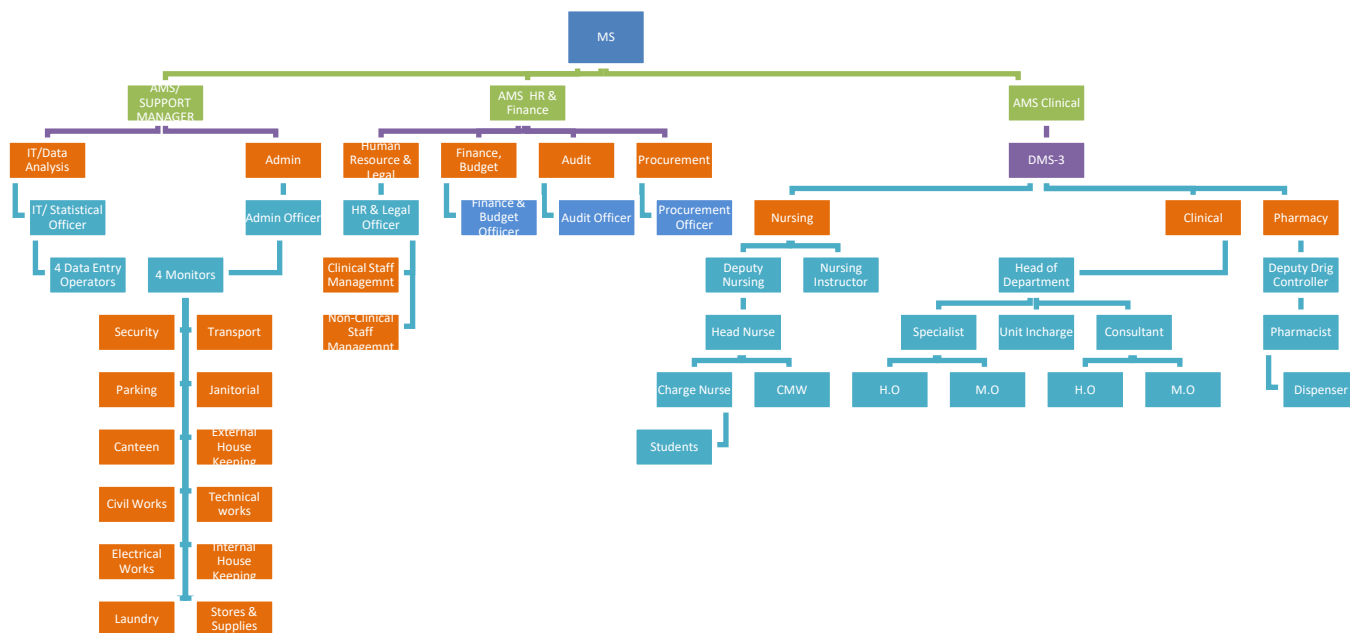 MS
AMS/
SUPPORT
MANAGER
AMS HR &
Finance
AMS Clinical
IT/Data
Analysis
Admin
Human
Resource &
Legal
Finance,
Budget
Audit
Procurement
DMS-3
IT/ Statistical
Officer
Admin Officer
HR & Legal
Officer
Finance &
Budget
Offiicer
Audit Officer
Procurement
Officer
Nursing
Clinical
Pharmacy
4 Data Entry
Operators
4 Monitors
Clinical Staff
Managemnt
Deputy
Nursing
Nursing
Instructor
Head of
Department
Deputy Drig
Controller
Security
Transport
Non-Clinical
Staff
Managemnt
Head Nurse
Specialist
Unit Incharge
Consultant
Pharmacist
Parking
Janitorial
Charge Nurse
CMW
H.O
M.O
H.O
M.O
Dispenser
Canteen
External
House
Keeping
Students
Civil Works
Technical
works
Electrical
Works
Internal
House
Keeping
Laundry
Stores &
Supplies